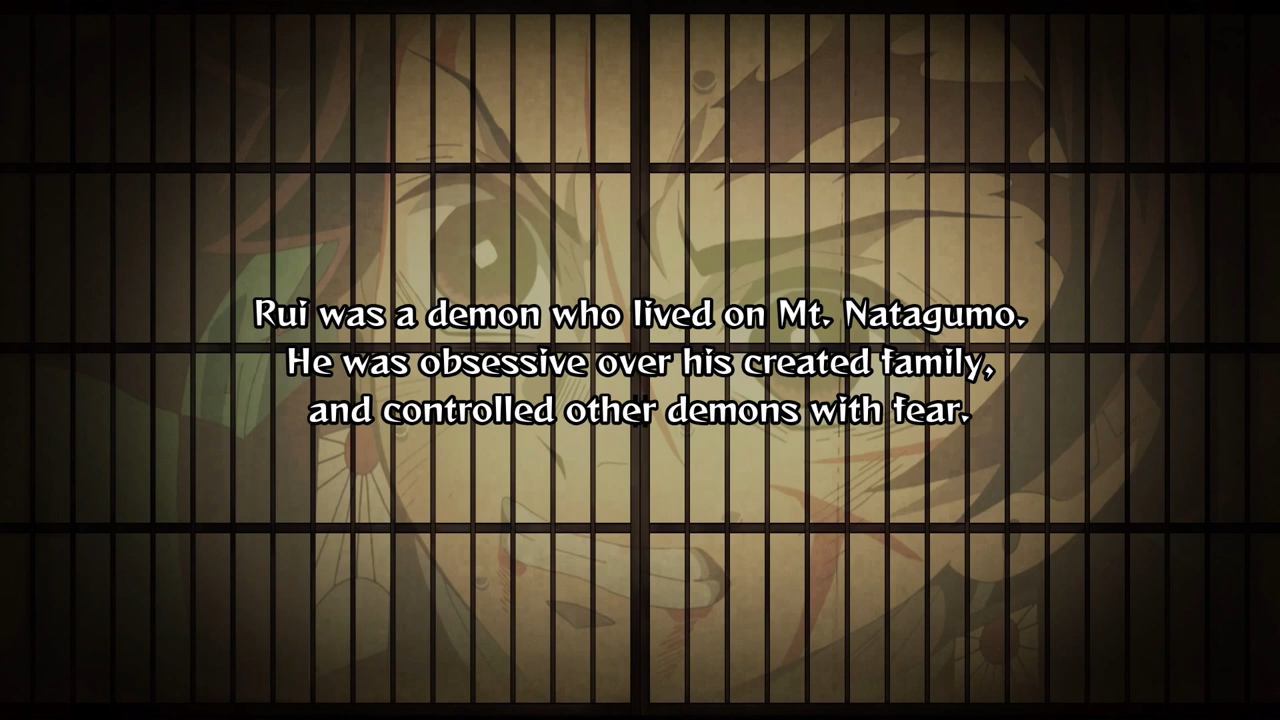 Rui was a demon who lived on Mt. Natagumo.
He was obsessive over his created family,
and controlled other demons with fear.